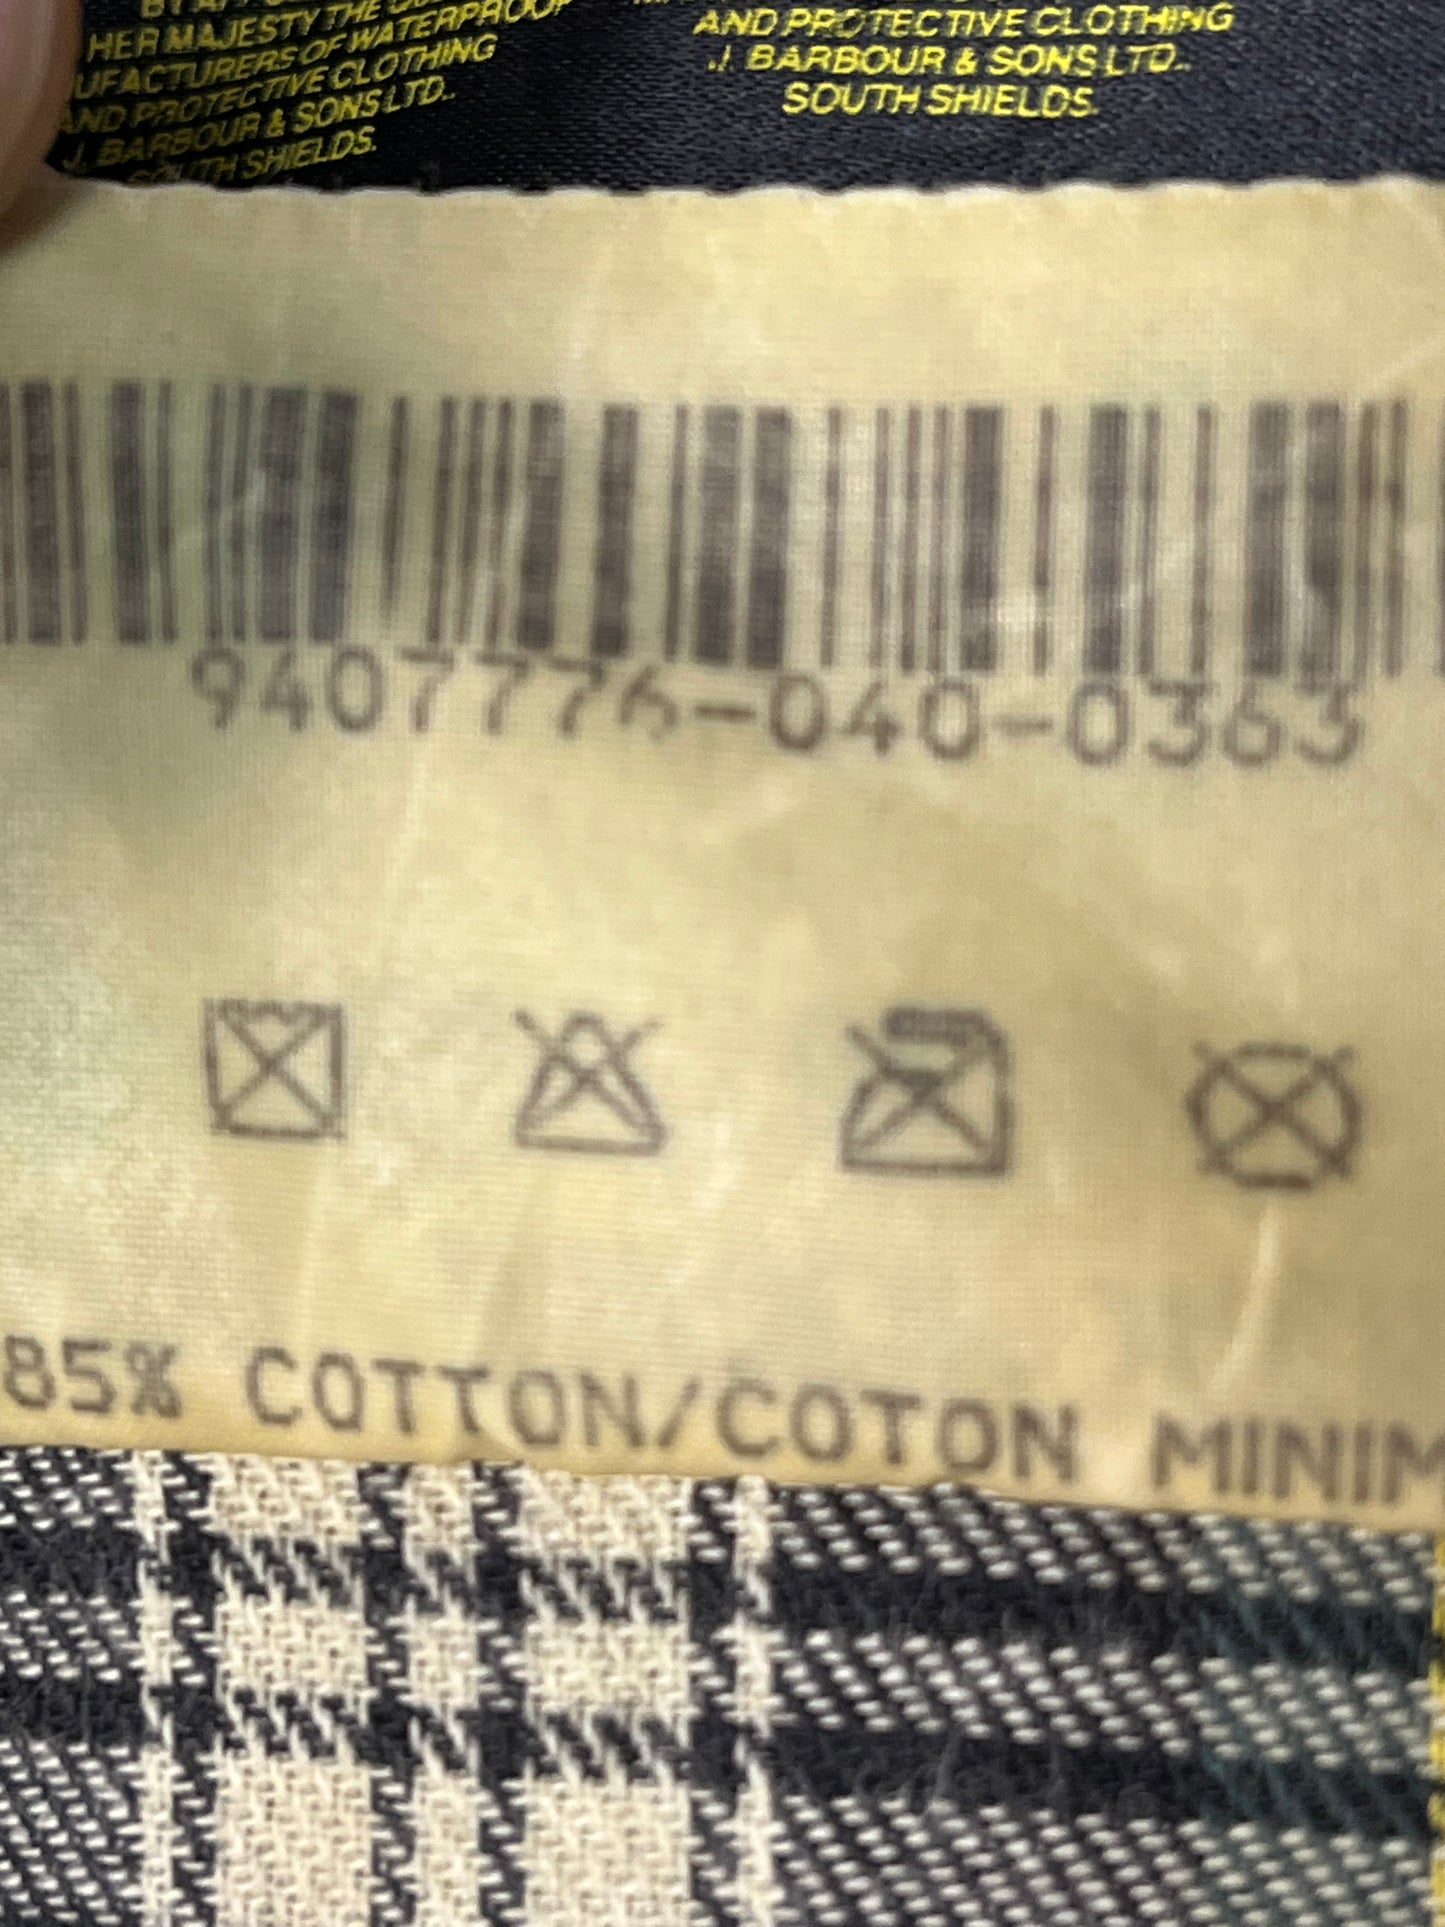 HER MAJESTY THE
UFACTURERS OF WATERPROOF
AND PROTECTIVE CLOTHING
J. BARBOUR & SONS LTD.
SOUTH SHIELDS.
AND PROTECTIVE CLOTHING
J. BARBOUR & SONS LTD.
SOUTH SHIELDS.
9407776-040-0363
85% COTTON/COTON MINIM